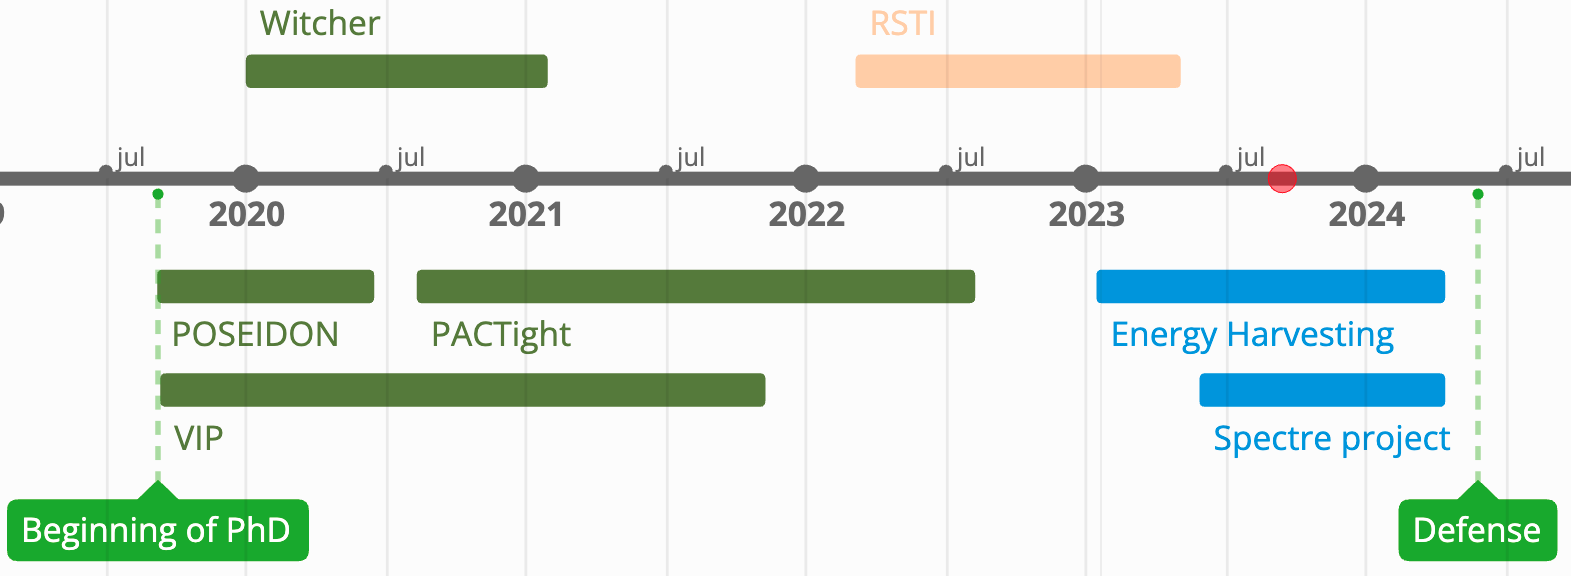 Witcher
RSTI
jul
jul
jul
jul
jul
jul
2020
2021
2022
2023
2024
POSEIDON
PACTight
Energy Harvesting
VIP
Spectre project
Beginning of PhD
Defense